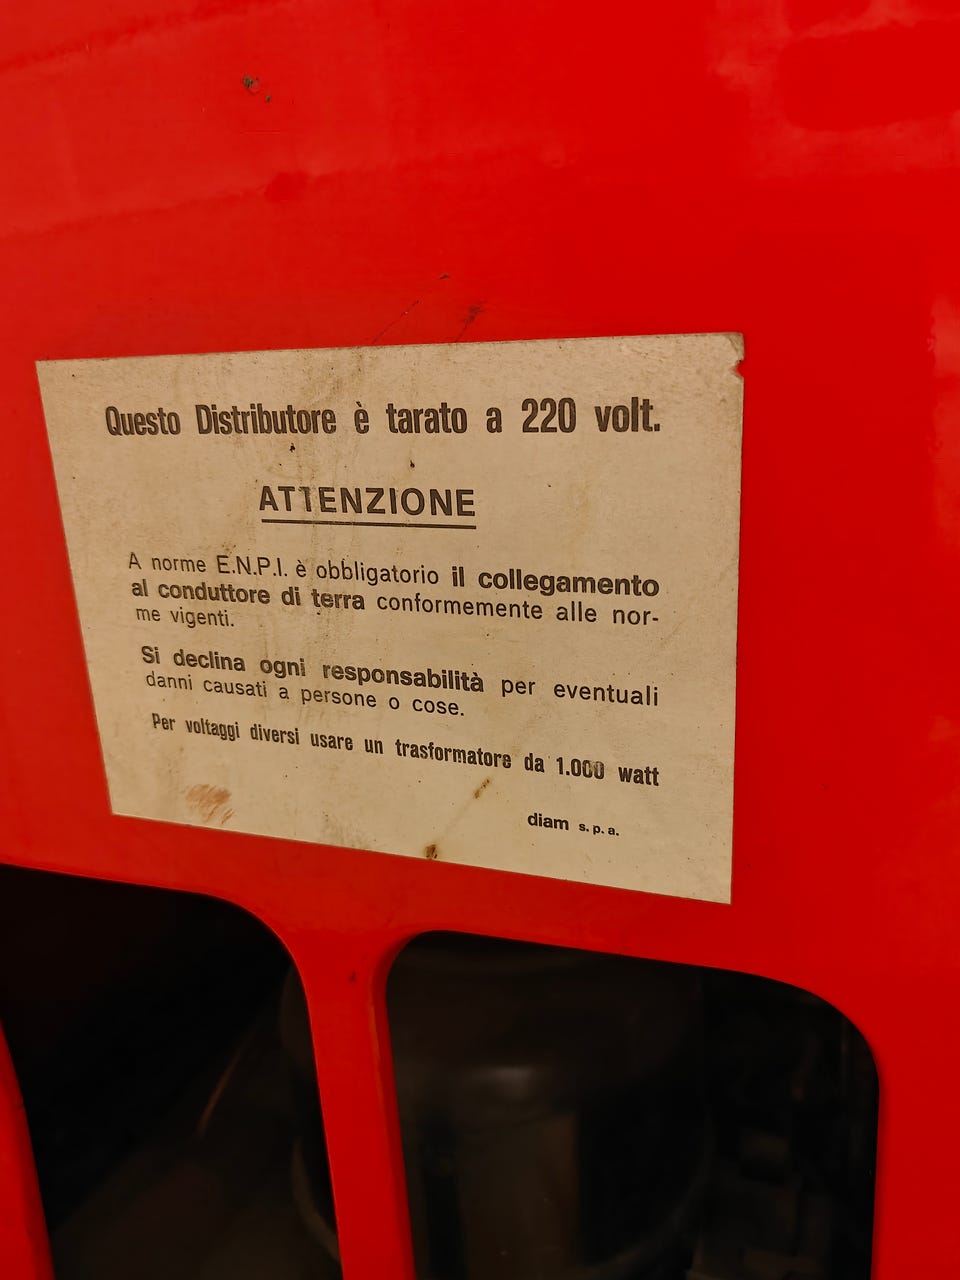 Questo Distributore è tarato a 220 volt.
ATTENZIONE
A norme E.N.P.I. è obbligatorio il collegamento
al conduttore di terra conformemente alle nor-
me vigenti.
Si declina ogni responsabilità per eventuali
danni causati a persone o cose.
Per voltaggi diversi usare un trasformatore da 1.000 watt
diam s.p.a.